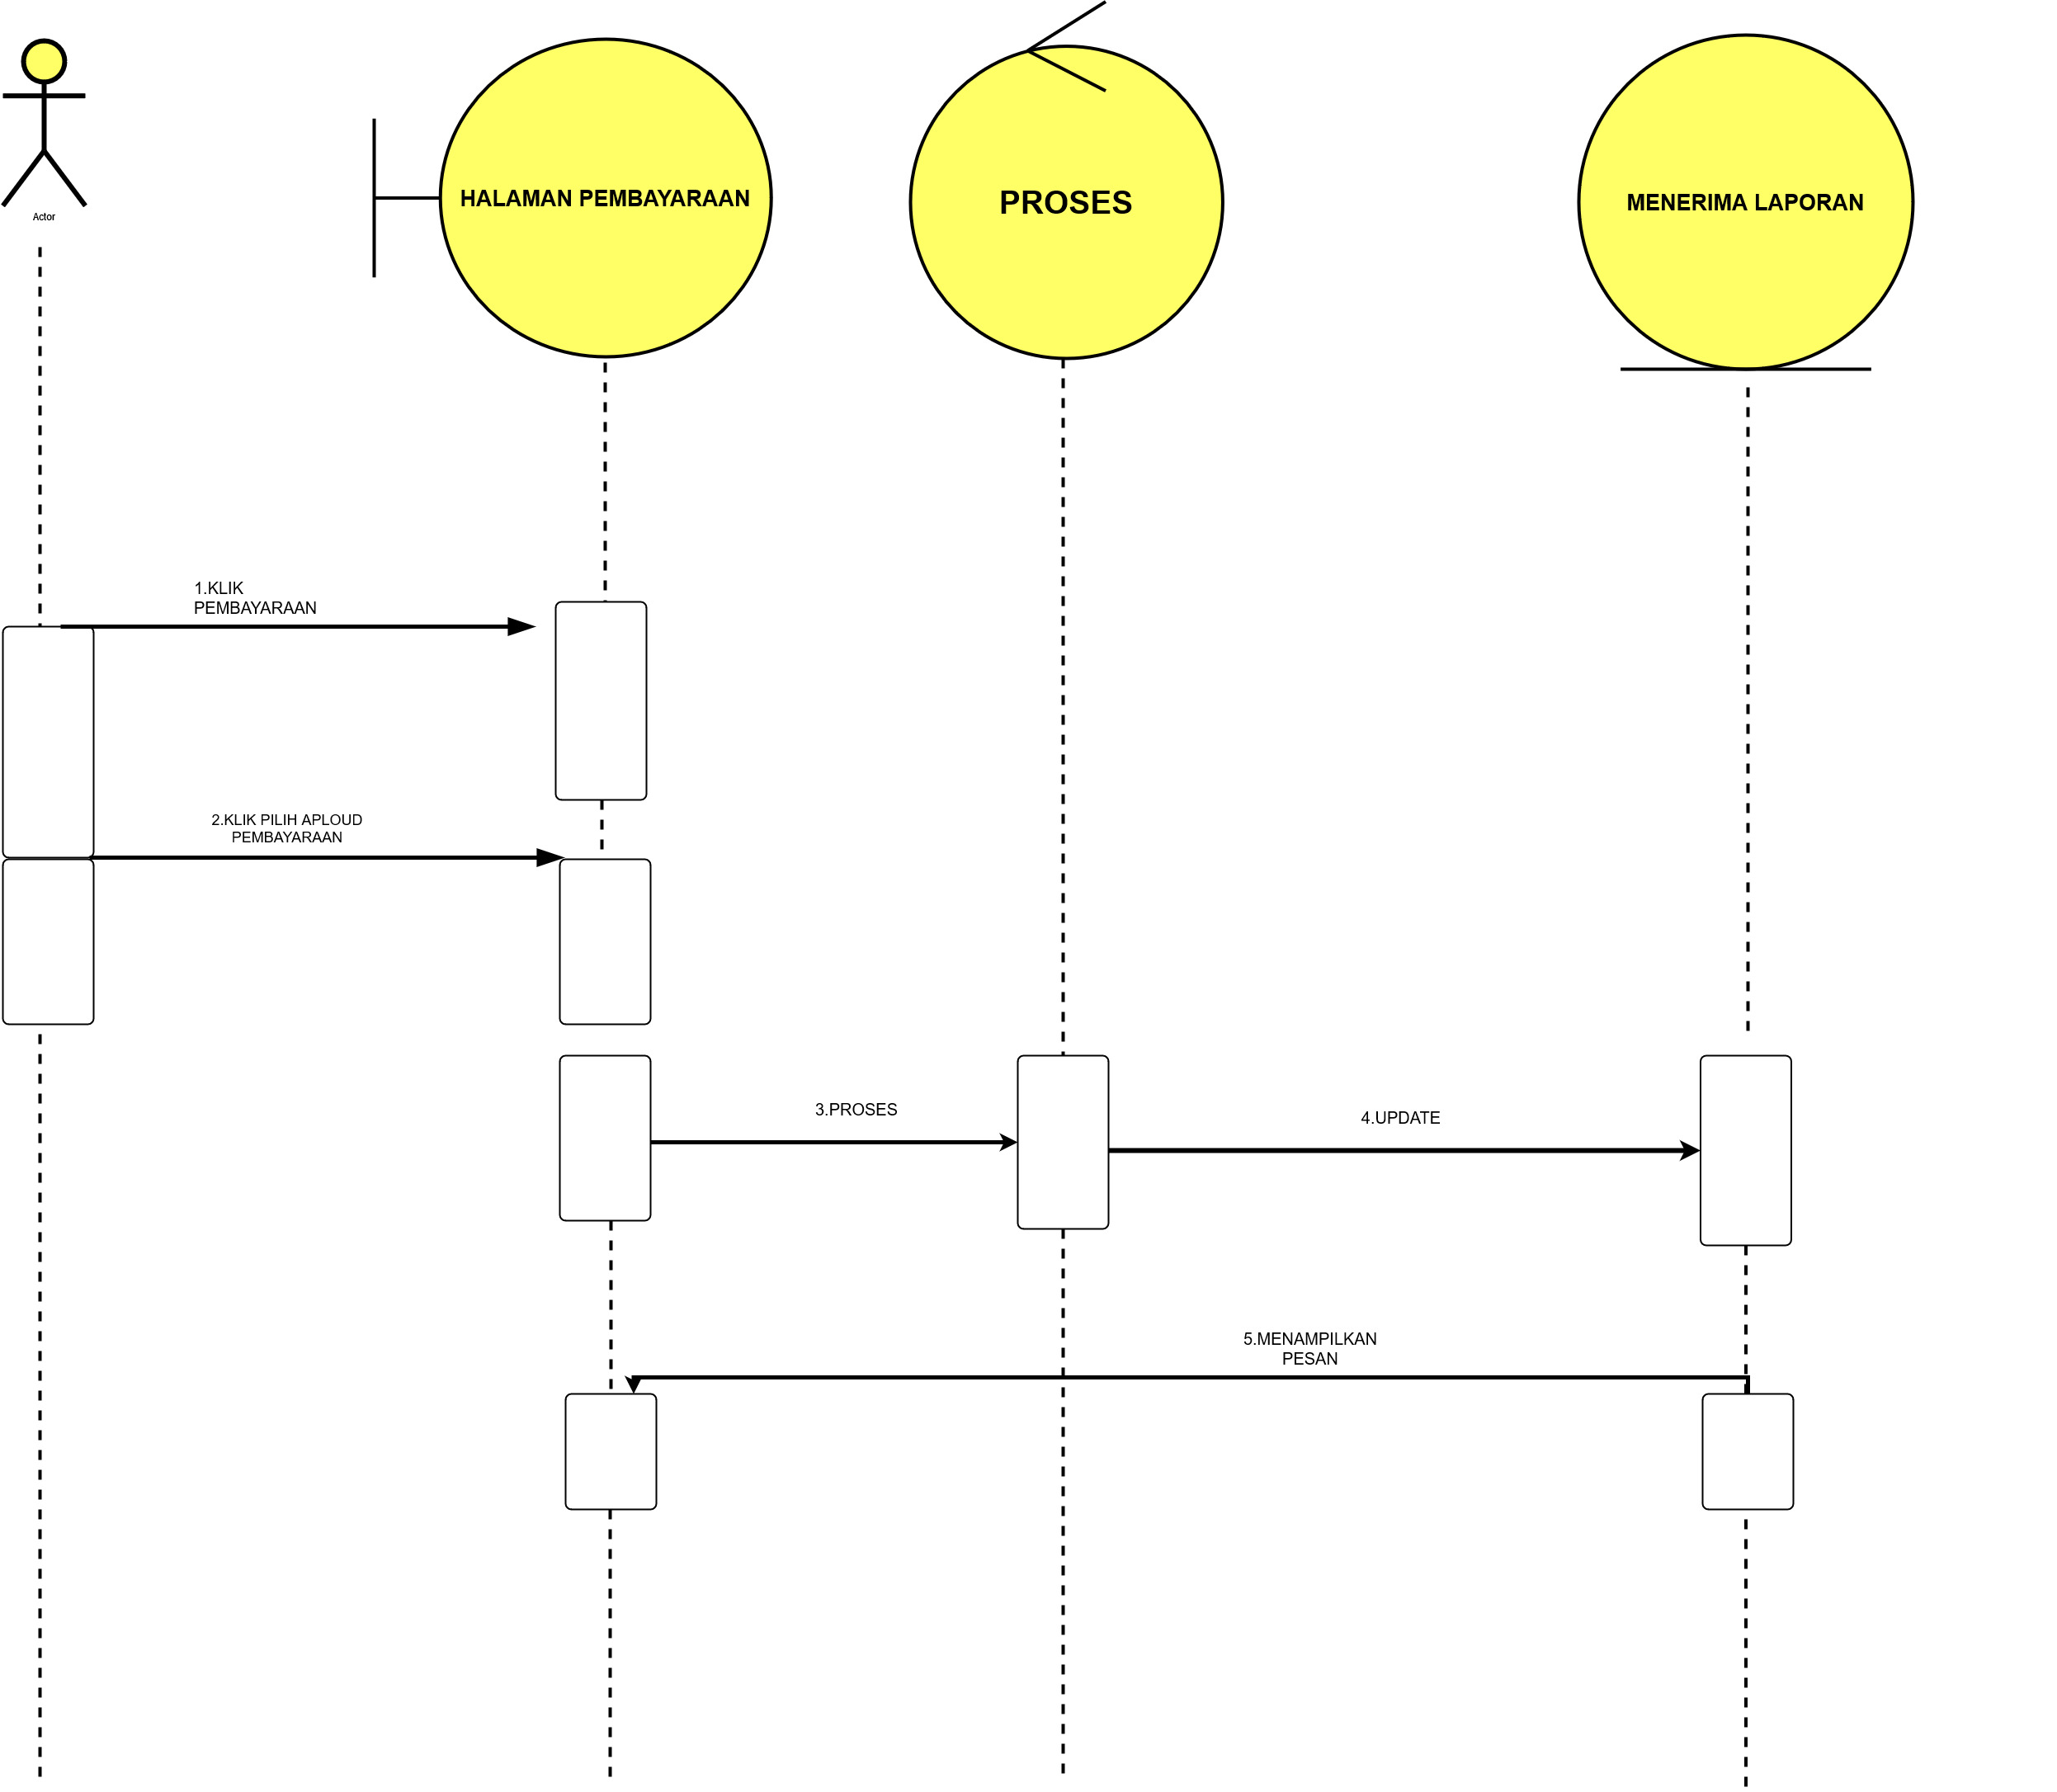 Actor
HALAMAN PEMBAYARAAN
PROSES
MENERIMA LAPORAN
1.KLIK
PEMBAYARAAN
2.KLIK PILIH APLOUD
PEMBAYARAAN
3.PROSES
4.UPDATE
5.MENAMPILKAN
PESAN